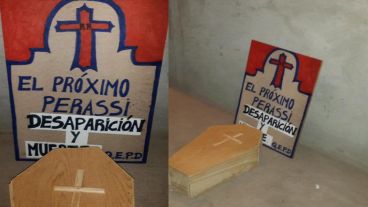 EL PRÓXIMO
PERASSI
DESAPARICIÓN
Y
MUERTE Q.E.P.D
EL PRÓXIMO
PERASSI
DESAPARICIÓN
Y
Q.E.P.D